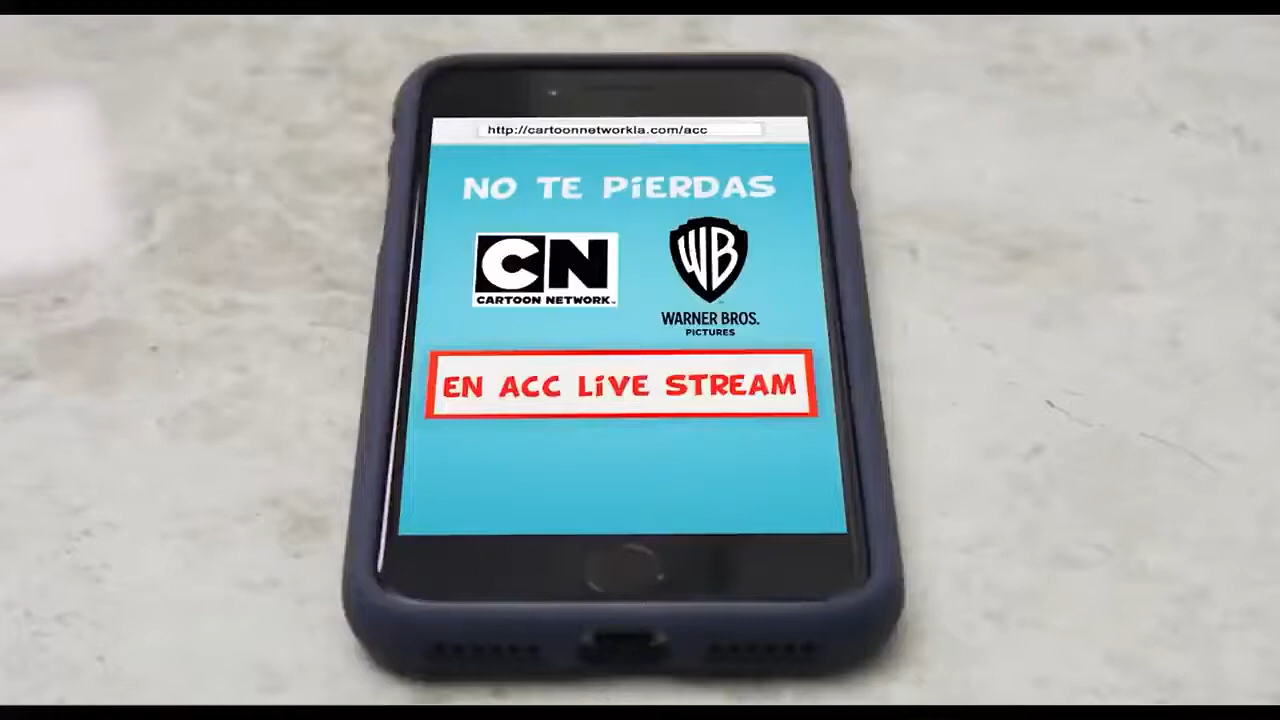 http://cartoonnetworkla.com/acc
NO TE PiERDAS
CN
CARTOON NETWORK
WB
WARNER BROS.
PICTURES
EN ACC LiVE STREAM